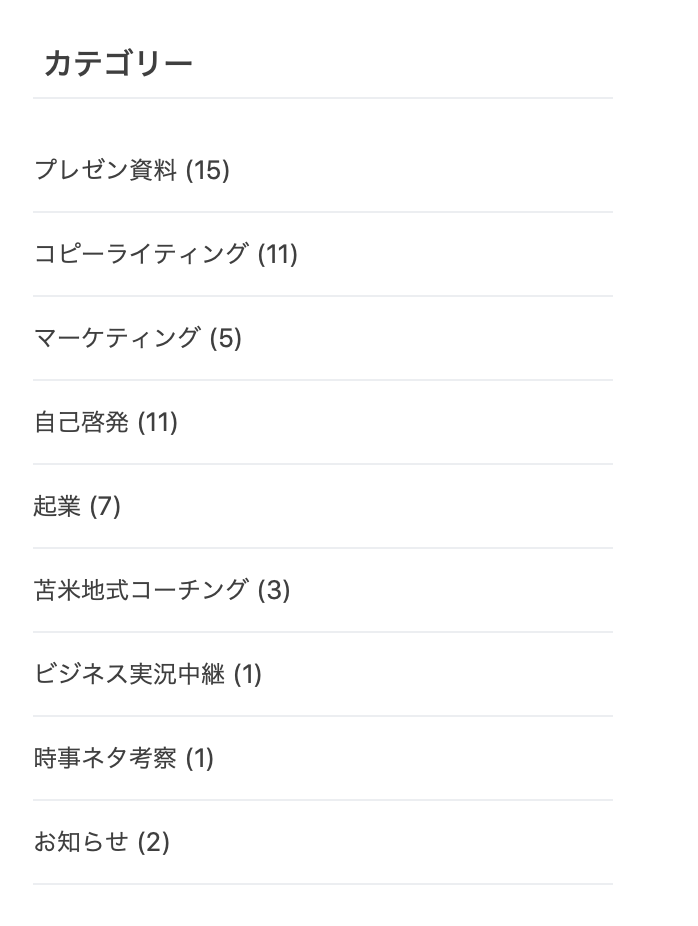 カテゴリー
プレゼン資料 (15)
コピーライティング (11)
マーケティング (5)
自己啓発 (11)
起業 (7)
苫米地式コーチング (3)
ビジネス実況中継 (1)
時事ネタ考察 (1)
お知らせ (2)